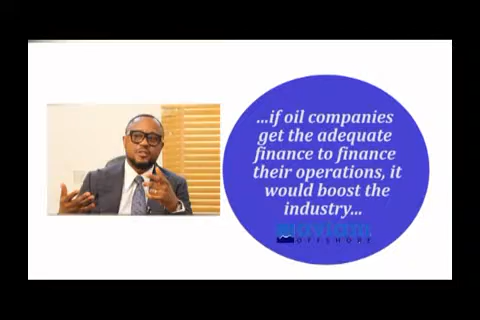 ...if oil companies
get the adequate
finance to finance
their operations, it
would boost the
industry...
OFFSHORE